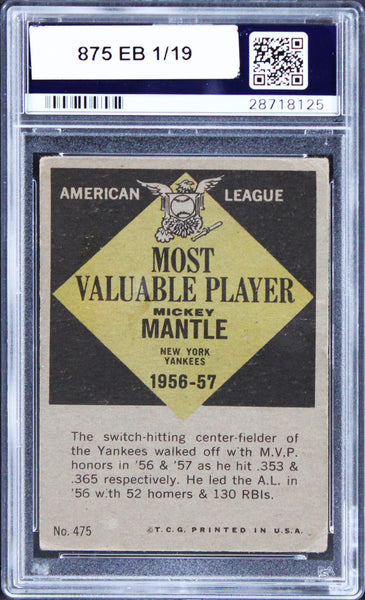 875 EB 1/19
28718125
AMERICAN LEAGUE
MOST
VALUABLE PLAYER
MICKEY
MANTLE
NEW YORK
YANKEES
1956-57
The switch-hitting center-fielder of
the Yankees walked off with M.V.P.
honors in '56 & '57 as he hit .353 &
.365 respectively. He led the A.L. in
'56 with 52 homers & 130 RBIs.
No. 475 ©T.C.G. PRINTED IN U.S.A.